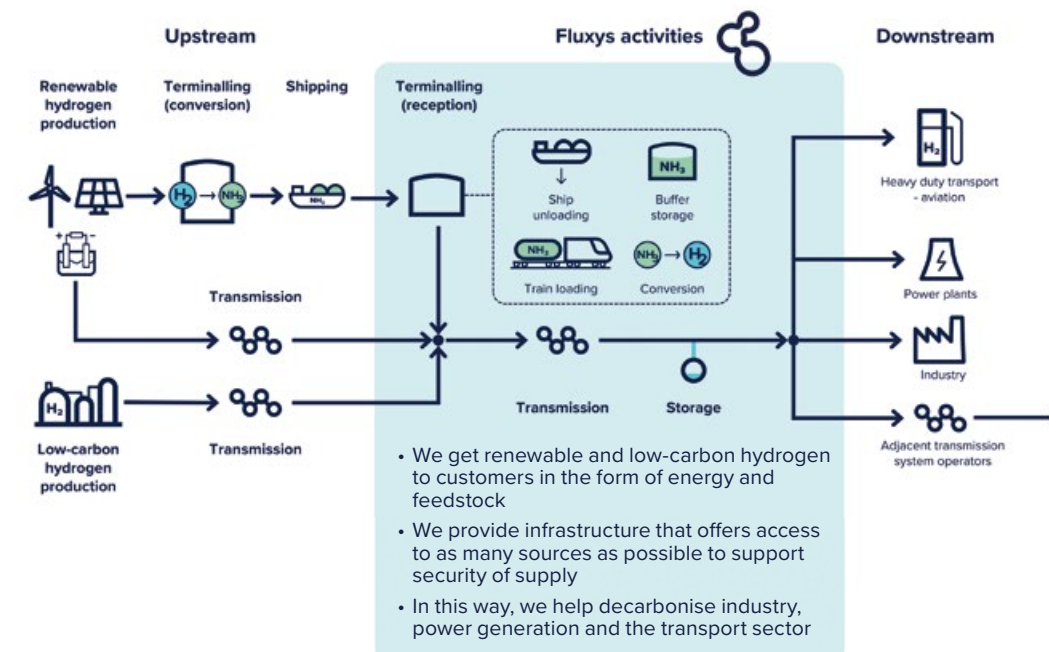 Upstream
Fluxys activities
Downstream
Renewable
hydrogen
production
Terminalling
(conversion)
Shipping
Terminalling
(reception)
H₂ → NH₃
NH₃
Ship
unloading
NH₃
Buffer
storage
NH₃
Train loading
NH₃ → H₂
Conversion
H₂
Heavy duty transport
- aviation
+ -
Power plants
Transmission
Industry
H₂
Low-carbon
hydrogen
production
Transmission
Transmission
Storage
Adjacent transmission
system operators
• We get renewable and low-carbon hydrogen
to customers in the form of energy and
feedstock
• We provide infrastructure that offers access
to as many sources as possible to support
security of supply
• In this way, we help decarbonise industry,
power generation and the transport sector